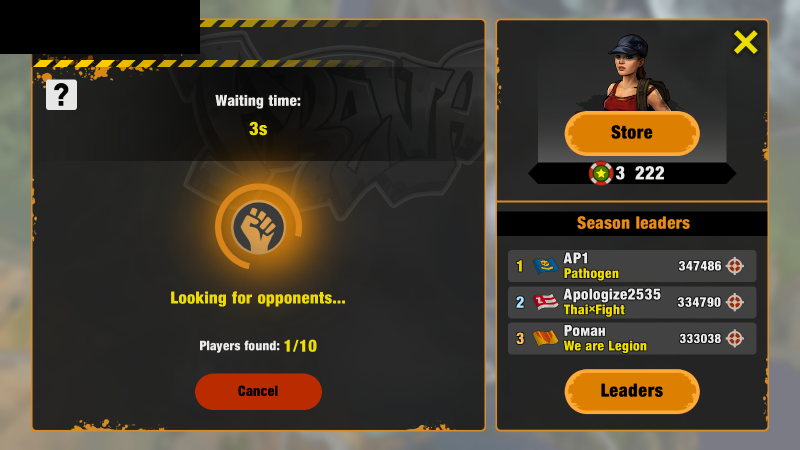 ARENA
?
Waiting time:
3s
Looking for opponents...
Players found: 1/10
Cancel
Store
3 222
Season leaders
1 AP1 347486
Pathogen
2 Apologize2535 334790
Thai×Fight
3 Роман 333038
We are Legion
Leaders